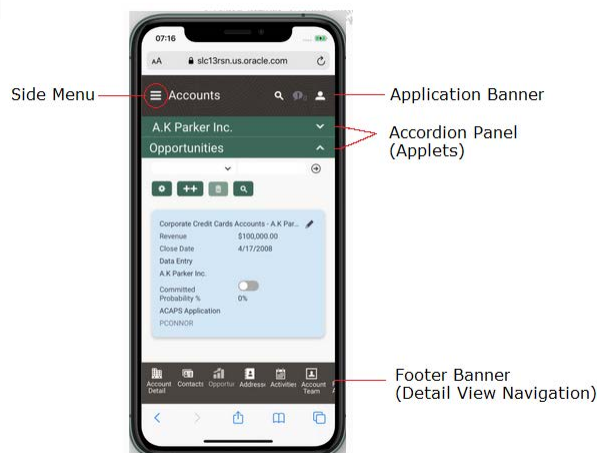 07:16
AA slc13rsn.us.oracle.com
Side Menu
Accounts
Application Banner
A.K Parker Inc.
Opportunities
Accordion Panel
(Applets)
Corporate Credit Cards Accounts - A.K Par...
Revenue $100,000.00
Close Date 4/17/2008
Data Entry
A.K Parker Inc.
Committed
Probability % 0%
ACAPS Application
PCONNOR
Account Detail
Contacts
Opportu
Addresse
Activities
Account Team
Footer Banner
(Detail View Navigation)